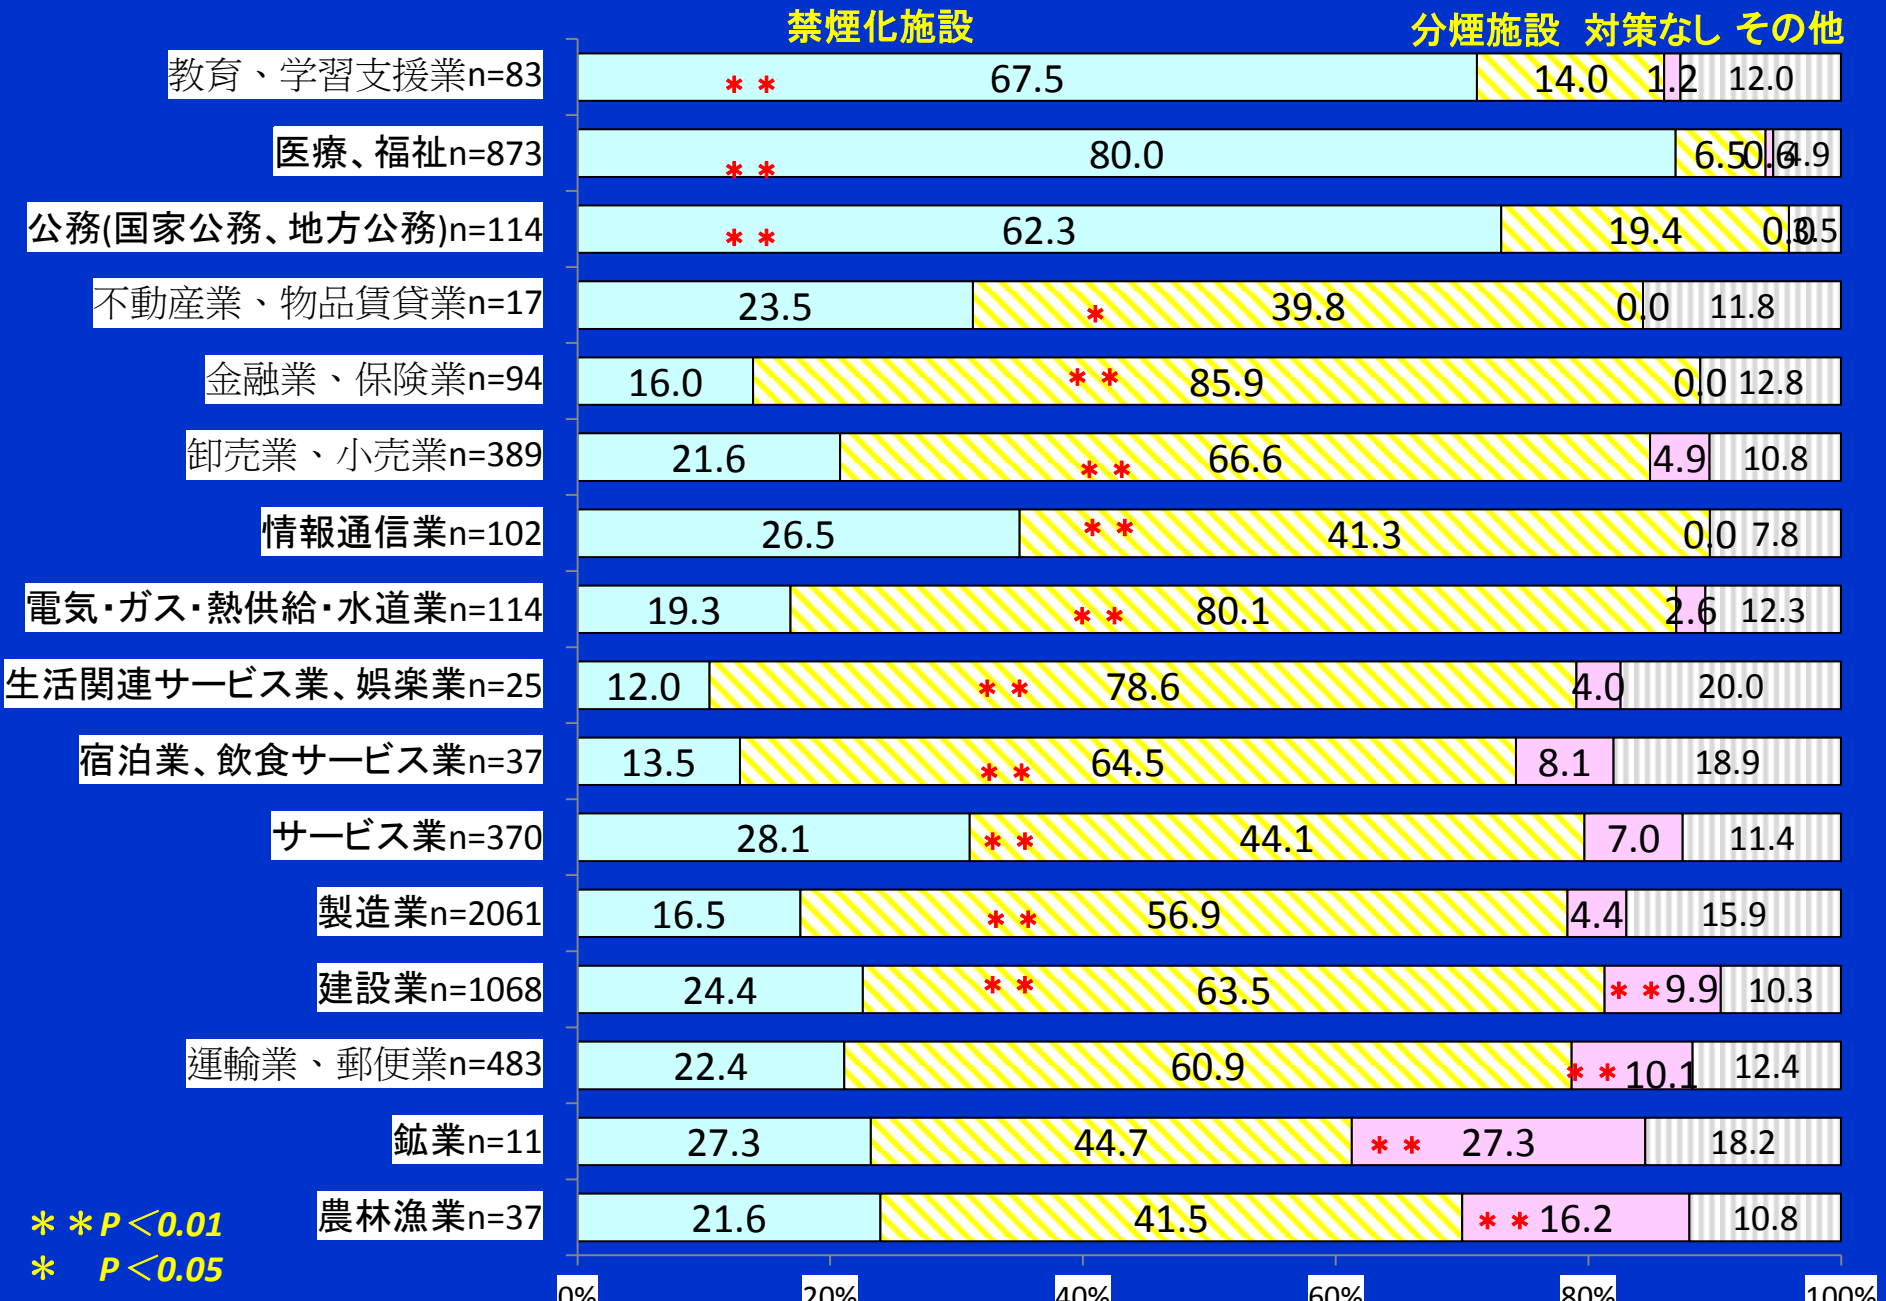 禁煙化施設 分煙施設 対策なし その他
教育、学習支援業n=83 ＊＊ 67.5 14.0 1.2 12.0
医療、福祉n=873 ＊＊ 80.0 6.5 0.6 4.9
公務(国家公務、地方公務)n=114 ＊＊ 62.3 19.4 0.0 3.5
不動産業、物品賃貸業n=17 23.5 ＊ 39.8 0.0 11.8
金融業、保険業n=94 16.0 ＊＊ 85.9 0.0 12.8
卸売業、小売業n=389 21.6 ＊＊ 66.6 4.9 10.8
情報通信業n=102 26.5 ＊＊ 41.3 0.0 7.8
電気・ガス・熱供給・水道業n=114 19.3 ＊＊ 80.1 2.6 12.3
生活関連サービス業、娯楽業n=25 12.0 ＊＊ 78.6 4.0 20.0
宿泊業、飲食サービス業n=37 13.5 ＊＊ 64.5 8.1 18.9
サービス業n=370 28.1 ＊＊ 44.1 7.0 11.4
製造業n=2061 16.5 ＊＊ 56.9 4.4 15.9
建設業n=1068 24.4 ＊＊ 63.5 ＊＊9.9 10.3
運輸業、郵便業n=483 22.4 60.9 ＊＊10.1 12.4
鉱業n=11 27.3 44.7 ＊＊ 27.3 18.2
農林漁業n=37 21.6 41.5 ＊＊16.2 10.8
＊＊P＜0.01
＊ P＜0.05
0% 20% 40% 60% 80% 100%